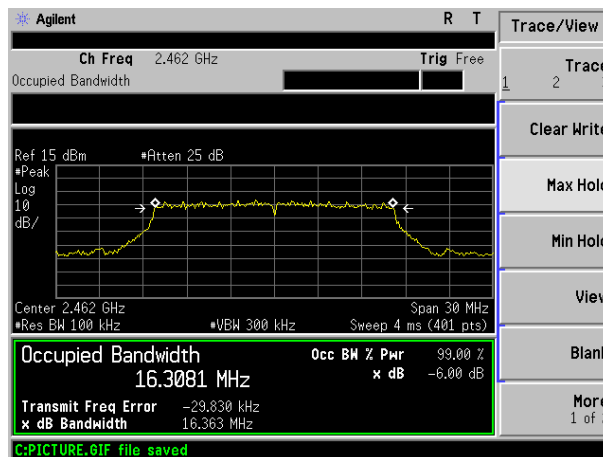 Agilent R T
Trace/View
Ch Freq 2.462 GHz Trig Free
Occupied Bandwidth
Trace
1 2
Clear Write
Max Hold
Min Hold
View
Blank
More
1 of
Ref 15 dBm #Atten 25 dB
#Peak
Log
10
dB/
Center 2.462 GHz Span 30 MHz
#Res BW 100 kHz #VBW 300 kHz Sweep 4 ms (401 pts)
Occupied Bandwidth Occ BW % Pwr 99.00 %
16.3081 MHz x dB -6.00 dB
Transmit Freq Error -29.830 kHz
x dB Bandwidth 16.363 MHz
C:PICTURE.GIF file saved